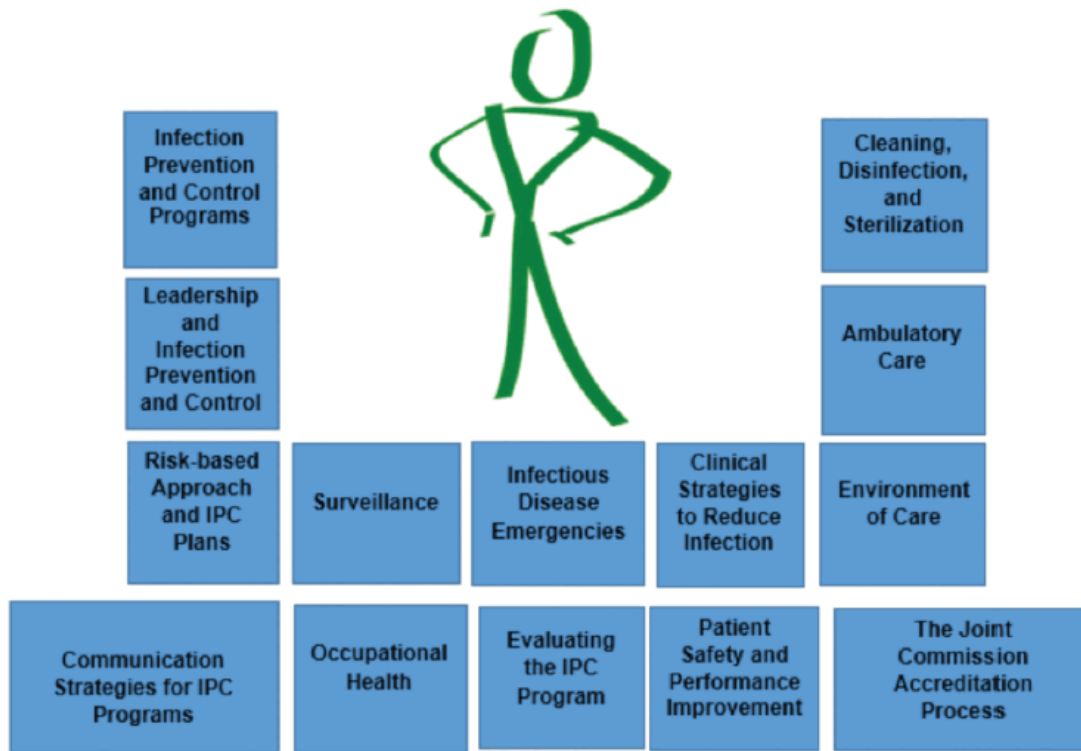 Infection
Prevention
and Control
Programs
Cleaning,
Disinfection,
and
Sterilization
Leadership
and
Infection
Prevention
and Control
Ambulatory
Care
Risk-based
Approach
and IPC
Plans
Surveillance
Infectious
Disease
Emergencies
Clinical
Strategies
to Reduce
Infection
Environment
of Care
Communication
Strategies for IPC
Programs
Occupational
Health
Evaluating
the IPC
Program
Patient
Safety and
Performance
Improvement
The Joint
Commission
Accreditation
Process